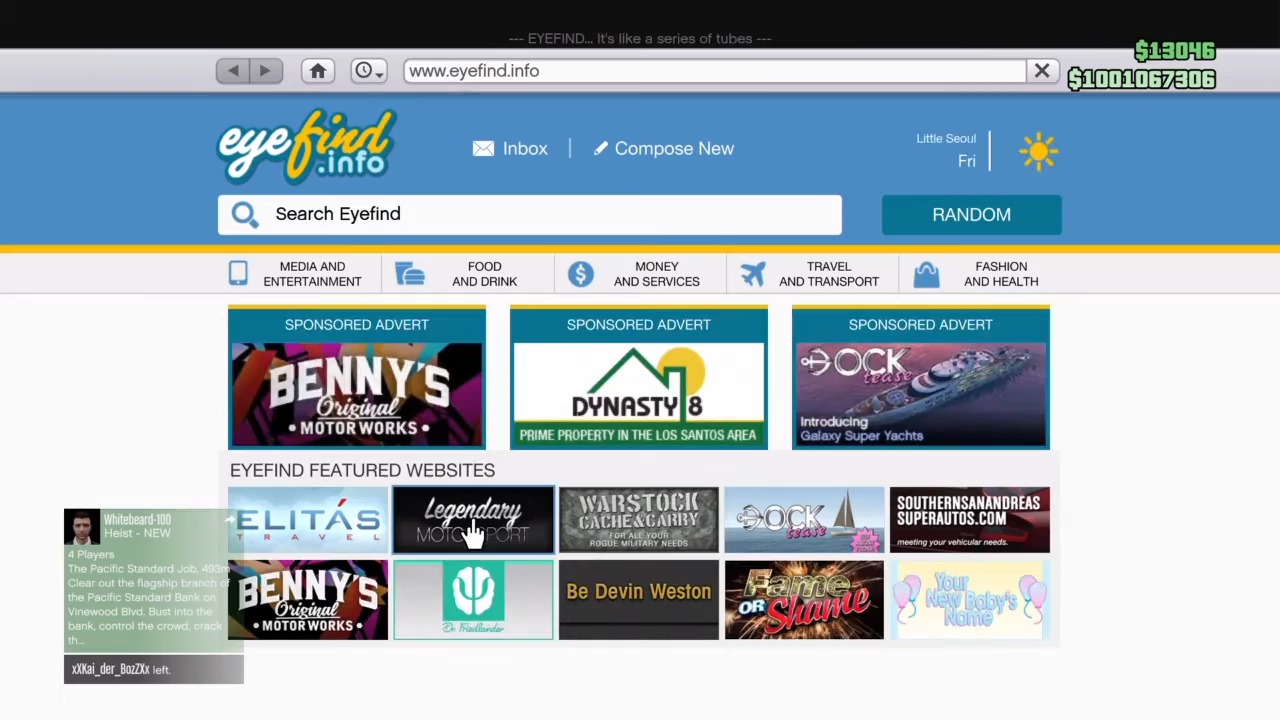 --- EYEFIND... It's like a series of tubes ---
$13046
www.eyefind.info
$1001067306
eyefind
.info
Inbox
Compose New
Little Seoul
Fri
Search Eyefind
RANDOM
MEDIA AND
ENTERTAINMENT
FOOD
AND DRINK
MONEY
AND SERVICES
TRAVEL
AND TRANSPORT
FASHION
AND HEALTH
SPONSORED ADVERT
BENNY'S
Original
• MOTOR WORKS •
SPONSORED ADVERT
DYNASTY 8
PRIME PROPERTY IN THE LOS SANTOS AREA
SPONSORED ADVERT
DOCK
tease
Introducing
Galaxy Super Yachts
EYEFIND FEATURED WEBSITES
ELITÁS
TRAVEL
Legendary
MOTORSPORT
WARSTOCK
CACHE & CARRY
FOR ALL YOUR
ROGUE MILITARY NEEDS
DOCK
tease
SOUTHERNSANANDREAS
SUPERAUTOS.COM
meeting your vehicular needs.
BENNY'S
Original
• MOTOR WORKS •
Dr. Friedlander
Be Devin Weston
Fame
OR Shame
Your
New Baby's
Name
Whitebeard-100
Heist - NEW
4 Players
The Pacific Standard Job, 493m
Clear out the flagship branch of
the Pacific Standard Bank on
Vinewood Blvd. Bust into the
bank, control the crowd, crack
th...
xXKai_der_BozZXx left.